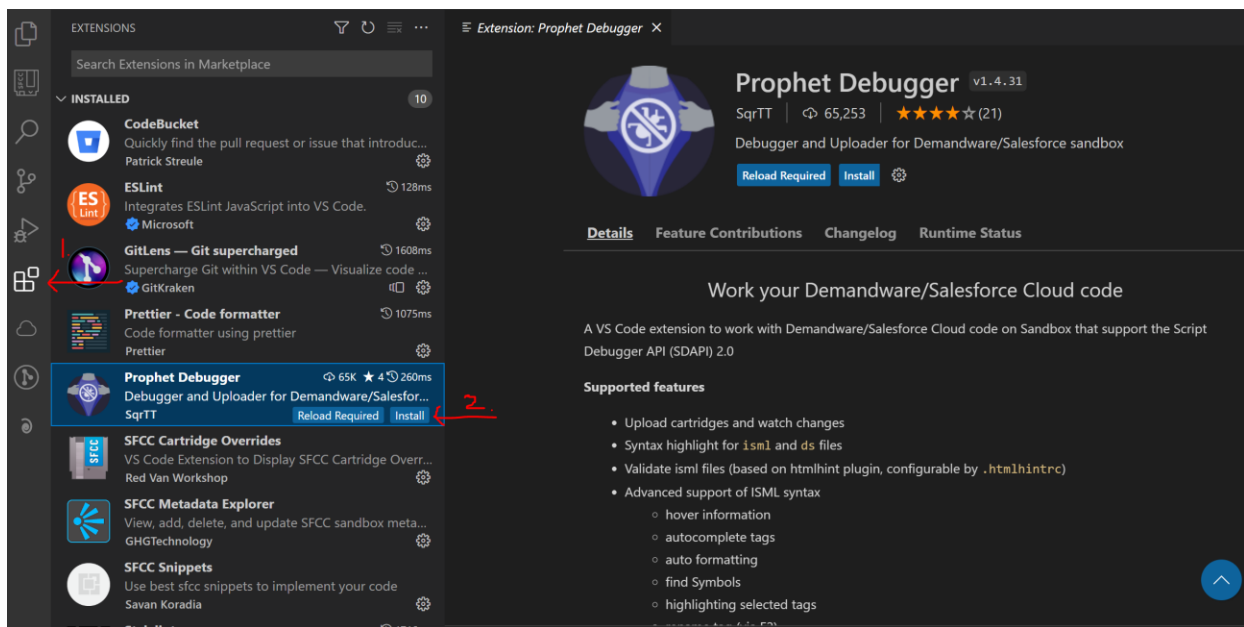 EXTENSIONS
Search Extensions in Marketplace
INSTALLED 10
CodeBucket
Quickly find the pull request or issue that introduc...
Patrick Streule
ESLint 128ms
Integrates ESLint JavaScript into VS Code.
Microsoft
GitLens — Git supercharged 1608ms
Supercharge Git within VS Code — Visualize code ...
GitKraken
Prettier - Code formatter 1075ms
Code formatter using prettier
Prettier
Prophet Debugger 65K ★ 4 260ms
Debugger and Uploader for Demandware/Salesfor...
SqrTT Reload Required Install
SFCC Cartridge Overrides
VS Code Extension to Display SFCC Cartridge Overr...
Red Van Workshop
SFCC Metadata Explorer
View, add, delete, and update SFCC sandbox meta...
GHGTechnology
SFCC Snippets
Use best sfcc snippets to implement your code
Savan Koradia
1.
2.
Extension: Prophet Debugger
Prophet Debugger v1.4.31
SqrTT 65,253 (21)
Debugger and Uploader for Demandware/Salesforce sandbox
Reload Required Install
Details Feature Contributions Changelog Runtime Status
Work your Demandware/Salesforce Cloud code
A VS Code extension to work with Demandware/Salesforce Cloud code on Sandbox that support the Script
Debugger API (SDAPI) 2.0
Supported features
• Upload cartridges and watch changes
• Syntax highlight for isml and ds files
• Validate isml files (based on htmlhint plugin, configurable by .htmlhintrc)
• Advanced support of ISML syntax
◦ hover information
◦ autocomplete tags
◦ auto formatting
◦ find Symbols
◦ highlighting selected tags